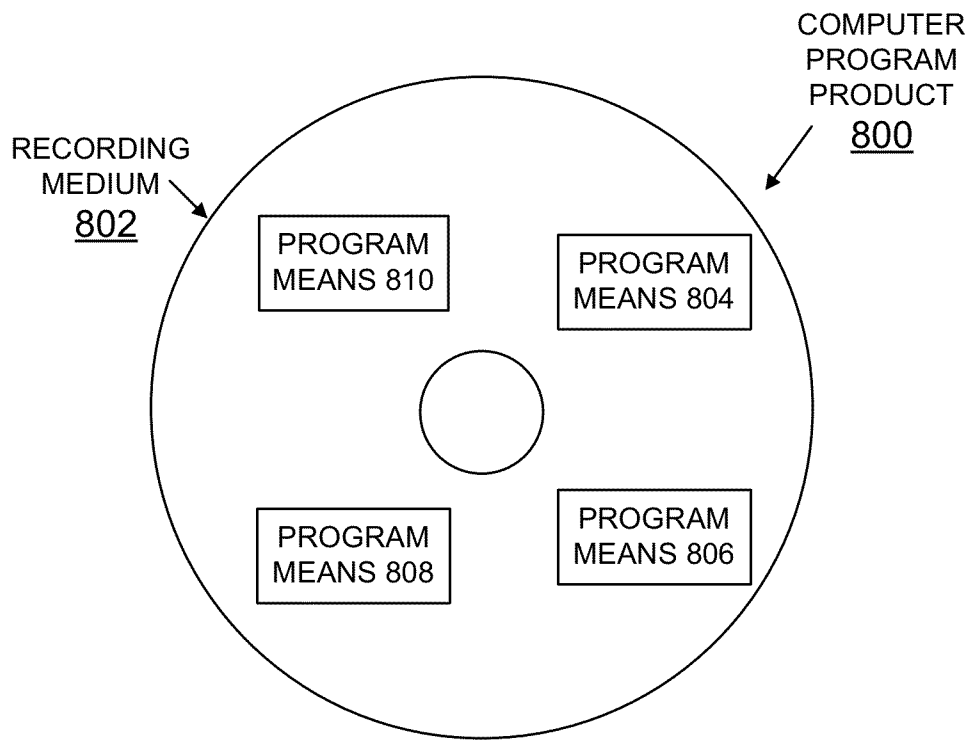 COMPUTER
PROGRAM
PRODUCT
800
RECORDING
MEDIUM
802
PROGRAM
MEANS 810
PROGRAM
MEANS 804
PROGRAM
MEANS 808
PROGRAM
MEANS 806